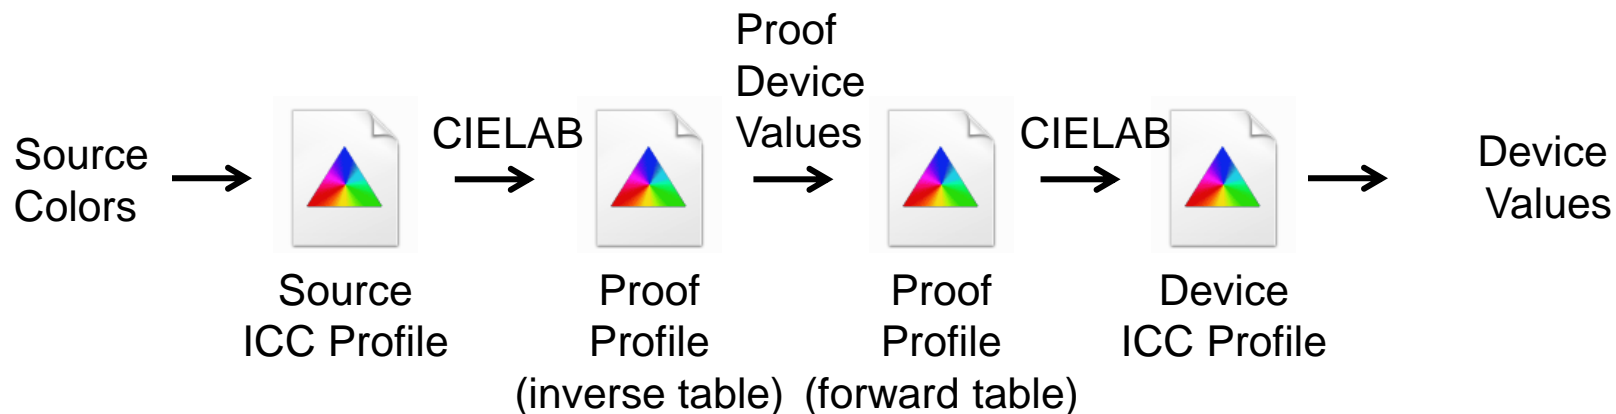 Source
Colors
CIELAB
Proof
Device
Values
CIELAB
Device
Values
Source
ICC Profile
Proof
Profile
(inverse table)
Proof
Profile
(forward table)
Device
ICC Profile